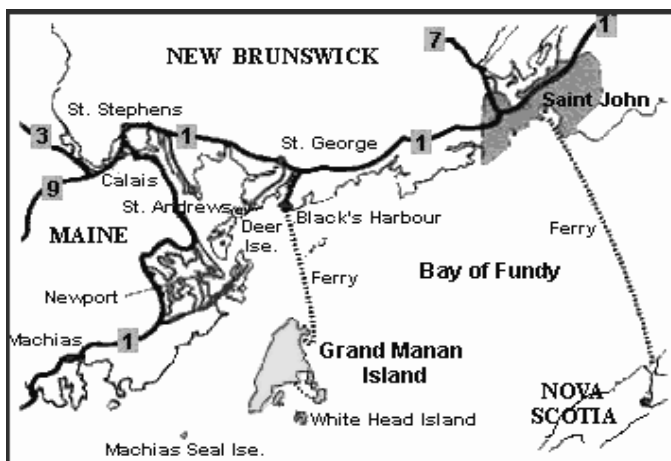 1
7
NEW BRUNSWICK
Saint John
St. Stephens
3
1
St. George
1
Calais
9
St. Andrews
Black's Harbour
Deer
Ise.
MAINE
Ferry
Ferry
Bay of Fundy
Newport
Machias
1
Grand Manan
Island
NOVA
SCOTIA
White Head Island
Machias Seal Ise.